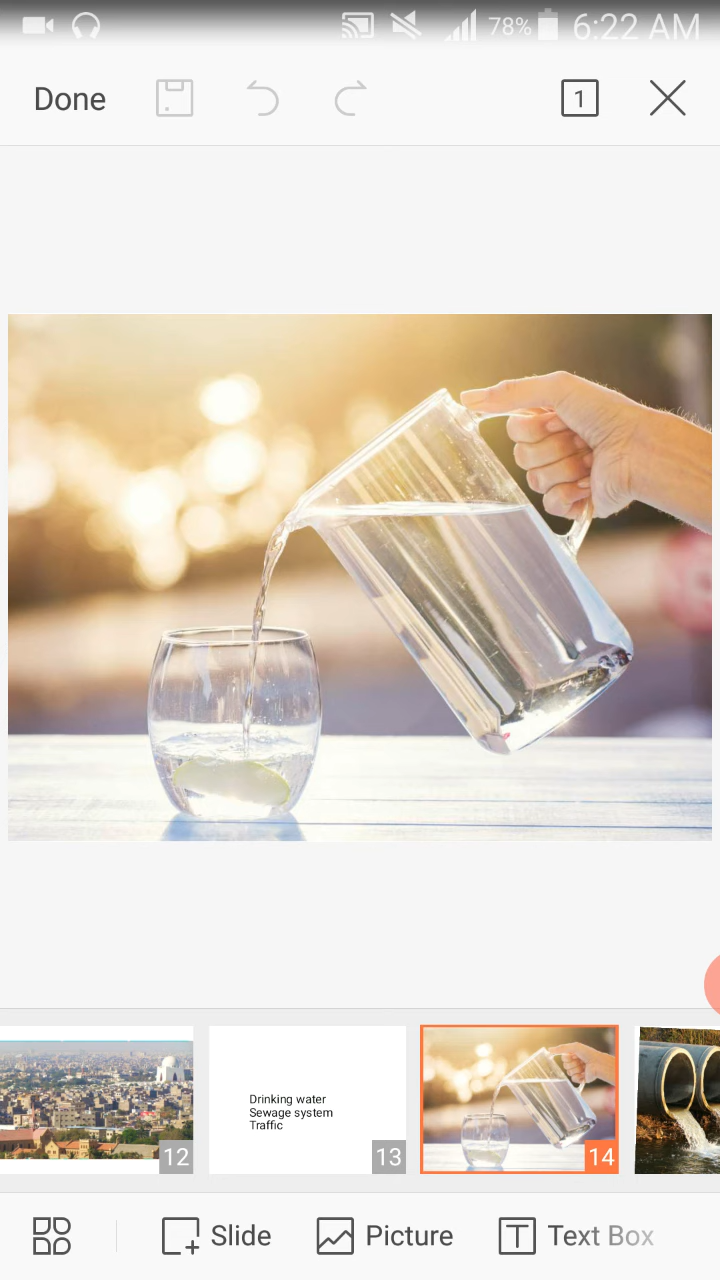 78% 6:22 AM
Done 1
Drinking water
Sewage system
Traffic
12 13 14
Slide Picture Text Box